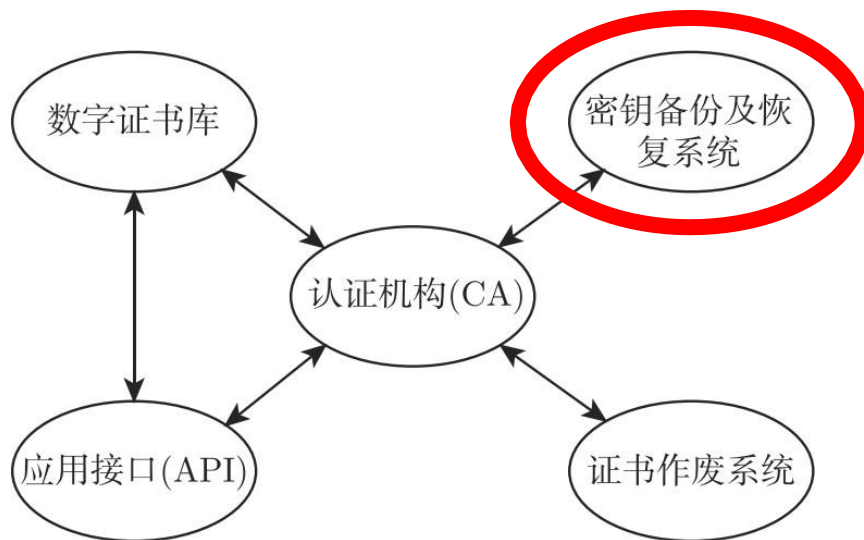 数字证书库
密钥备份及恢
复系统
认证机构(CA)
应用接口(API)
证书作废系统